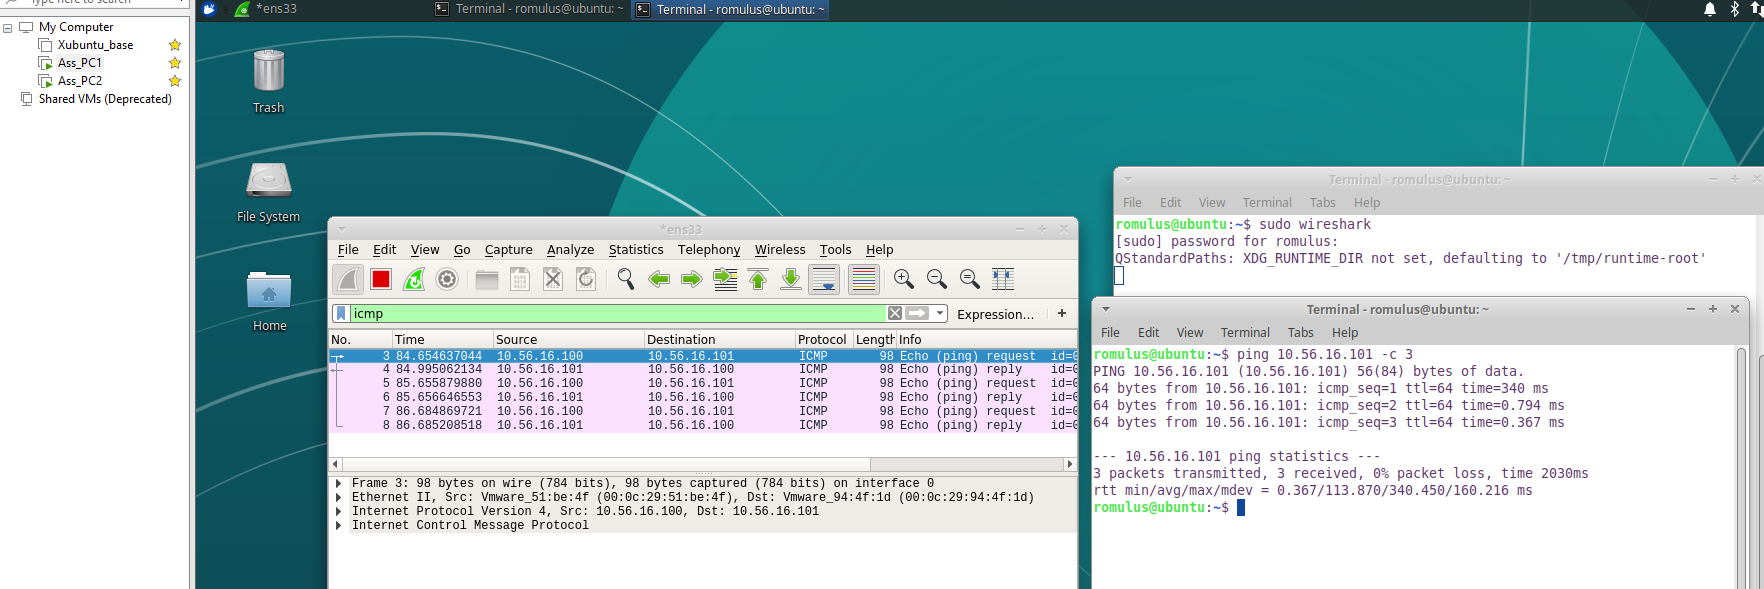 Type here to search
My Computer
Xubuntu_base
Ass_PC1
Ass_PC2
Shared VMs (Deprecated)
*ens33
Terminal - romulus@ubuntu: ~
Terminal - romulus@ubuntu: ~
Trash
File System
Home
*ens33
File Edit View Go Capture Analyze Statistics Telephony Wireless Tools Help
icmp
Expression... +
No. Time Source Destination Protocol Length Info
3 84.654637044 10.56.16.100 10.56.16.101 ICMP 98 Echo (ping) request id=0
4 84.995062134 10.56.16.101 10.56.16.100 ICMP 98 Echo (ping) reply id=0
5 85.655879880 10.56.16.100 10.56.16.101 ICMP 98 Echo (ping) request id=0
6 85.656646553 10.56.16.101 10.56.16.100 ICMP 98 Echo (ping) reply id=0
7 86.684869721 10.56.16.100 10.56.16.101 ICMP 98 Echo (ping) request id=0
8 86.685208518 10.56.16.101 10.56.16.100 ICMP 98 Echo (ping) reply id=0
Frame 3: 98 bytes on wire (784 bits), 98 bytes captured (784 bits) on interface 0
Ethernet II, Src: Vmware_51:be:4f (00:0c:29:51:be:4f), Dst: Vmware_94:4f:1d (00:0c:29:94:4f:1d)
Internet Protocol Version 4, Src: 10.56.16.100, Dst: 10.56.16.101
Internet Control Message Protocol
Terminal - romulus@ubuntu: ~
File Edit View Terminal Tabs Help
romulus@ubuntu:~$ sudo wireshark
[sudo] password for romulus:
QStandardPaths: XDG_RUNTIME_DIR not set, defaulting to '/tmp/runtime-root'
Terminal - romulus@ubuntu: ~
File Edit View Terminal Tabs Help
romulus@ubuntu:~$ ping 10.56.16.101 -c 3
PING 10.56.16.101 (10.56.16.101) 56(84) bytes of data.
64 bytes from 10.56.16.101: icmp_seq=1 ttl=64 time=340 ms
64 bytes from 10.56.16.101: icmp_seq=2 ttl=64 time=0.794 ms
64 bytes from 10.56.16.101: icmp_seq=3 ttl=64 time=0.367 ms
--- 10.56.16.101 ping statistics ---
3 packets transmitted, 3 received, 0% packet loss, time 2030ms
rtt min/avg/max/mdev = 0.367/113.870/340.450/160.216 ms
romulus@ubuntu:~$